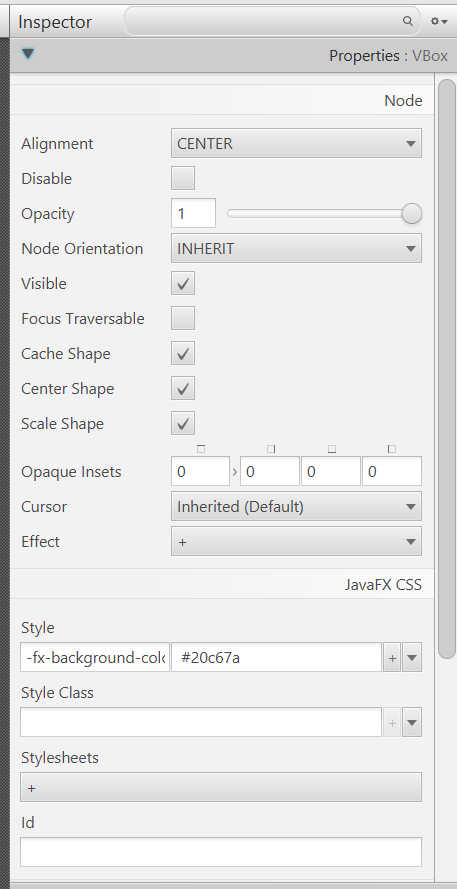 Inspector
Properties : VBox
Node
Alignment CENTER
Disable
Opacity 1
Node Orientation INHERIT
Visible
Focus Traversable
Cache Shape
Center Shape
Scale Shape
Opaque Insets 0 › 0 0 0
Cursor Inherited (Default)
Effect +
JavaFX CSS
Style
-fx-background-colo #20c67a +
Style Class
+
Stylesheets
+
Id